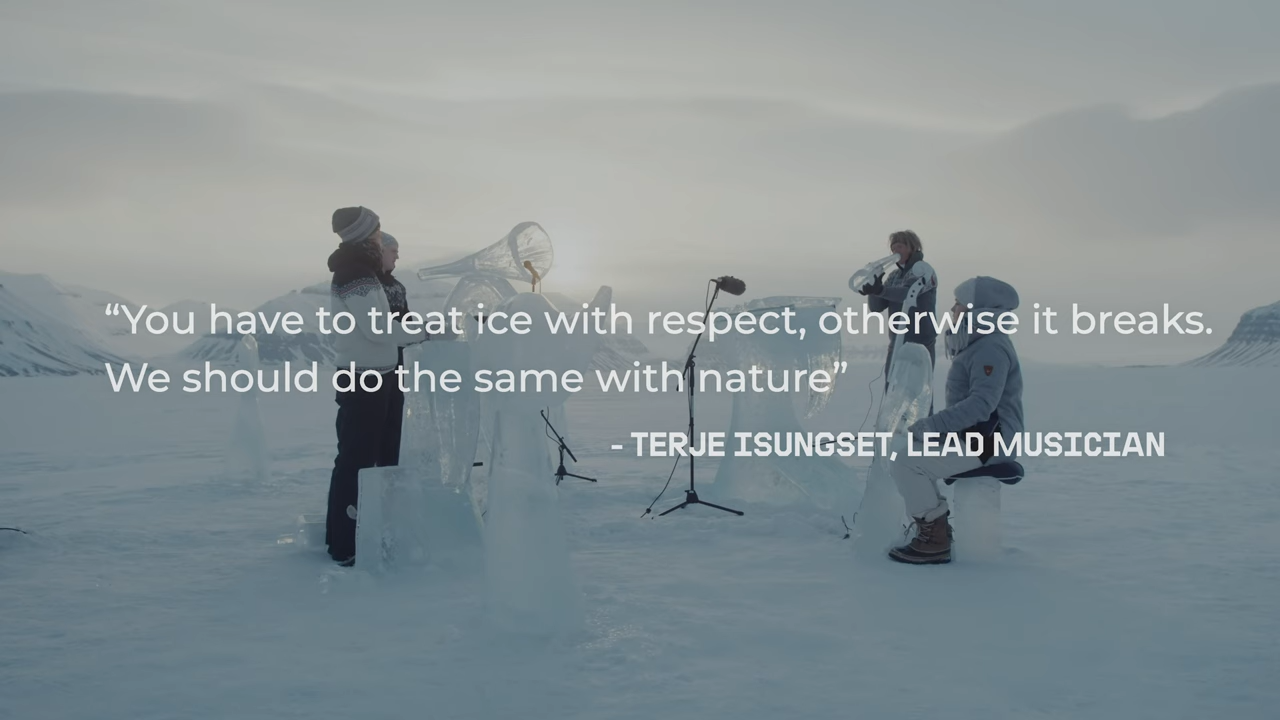 “You have to treat ice with respect, otherwise it breaks.
We should do the same with nature”
- TERJE ISUNGSET, LEAD MUSICIAN